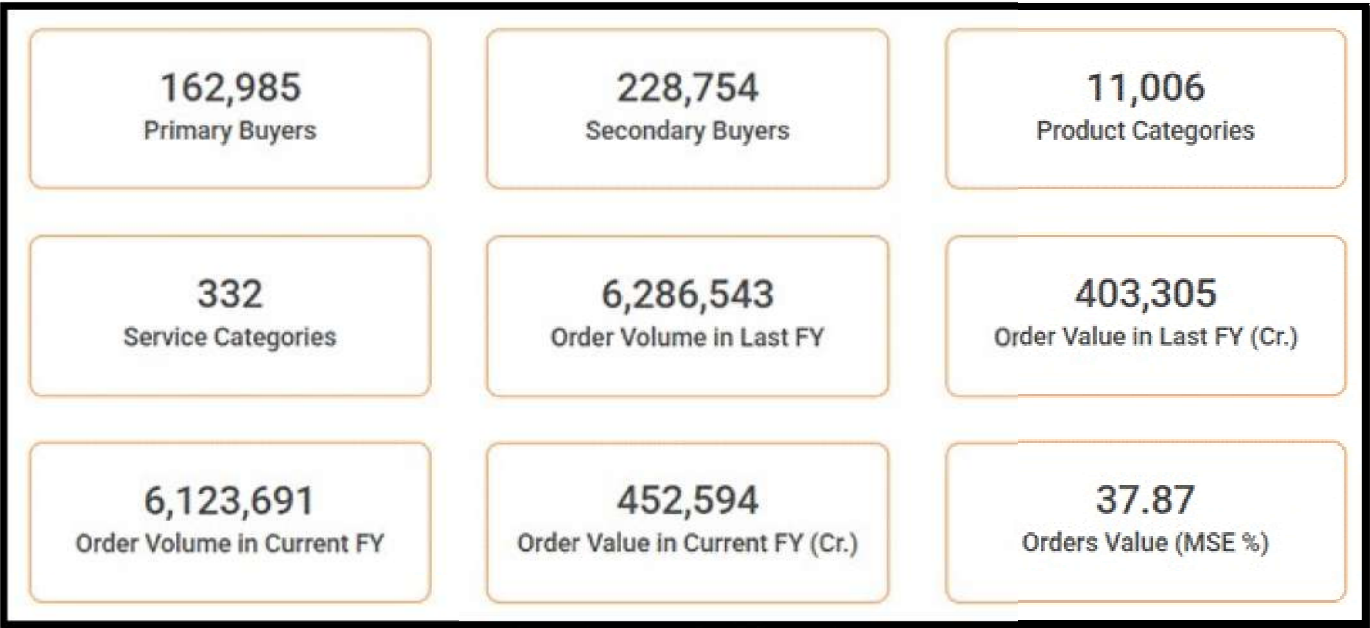 162,985
Primary Buyers
228,754
Secondary Buyers
11,006
Product Categories
332
Service Categories
6,286,543
Order Volume in Last FY
403,305
Order Value in Last FY (Cr.)
6,123,691
Order Volume in Current FY
452,594
Order Value in Current FY (Cr.)
37.87
Orders Value (MSE %)